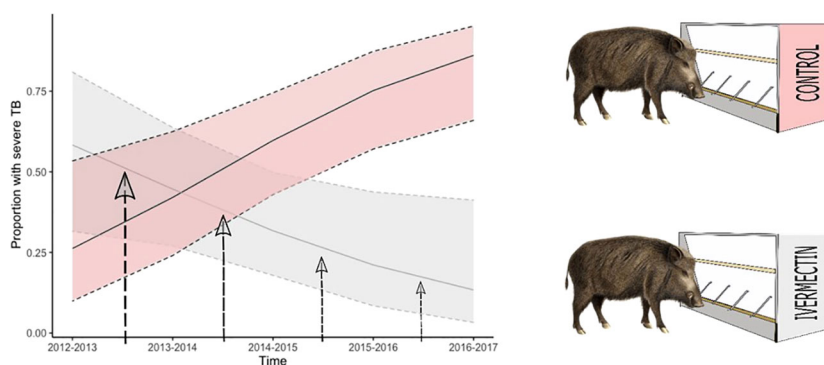 Proportion with severe TB
0.75
0.50
0.25
0.00
2012-2013
2013-2014
2014-2015
2015-2016
2016-2017
Time
CONTROL
IVERMECTIN